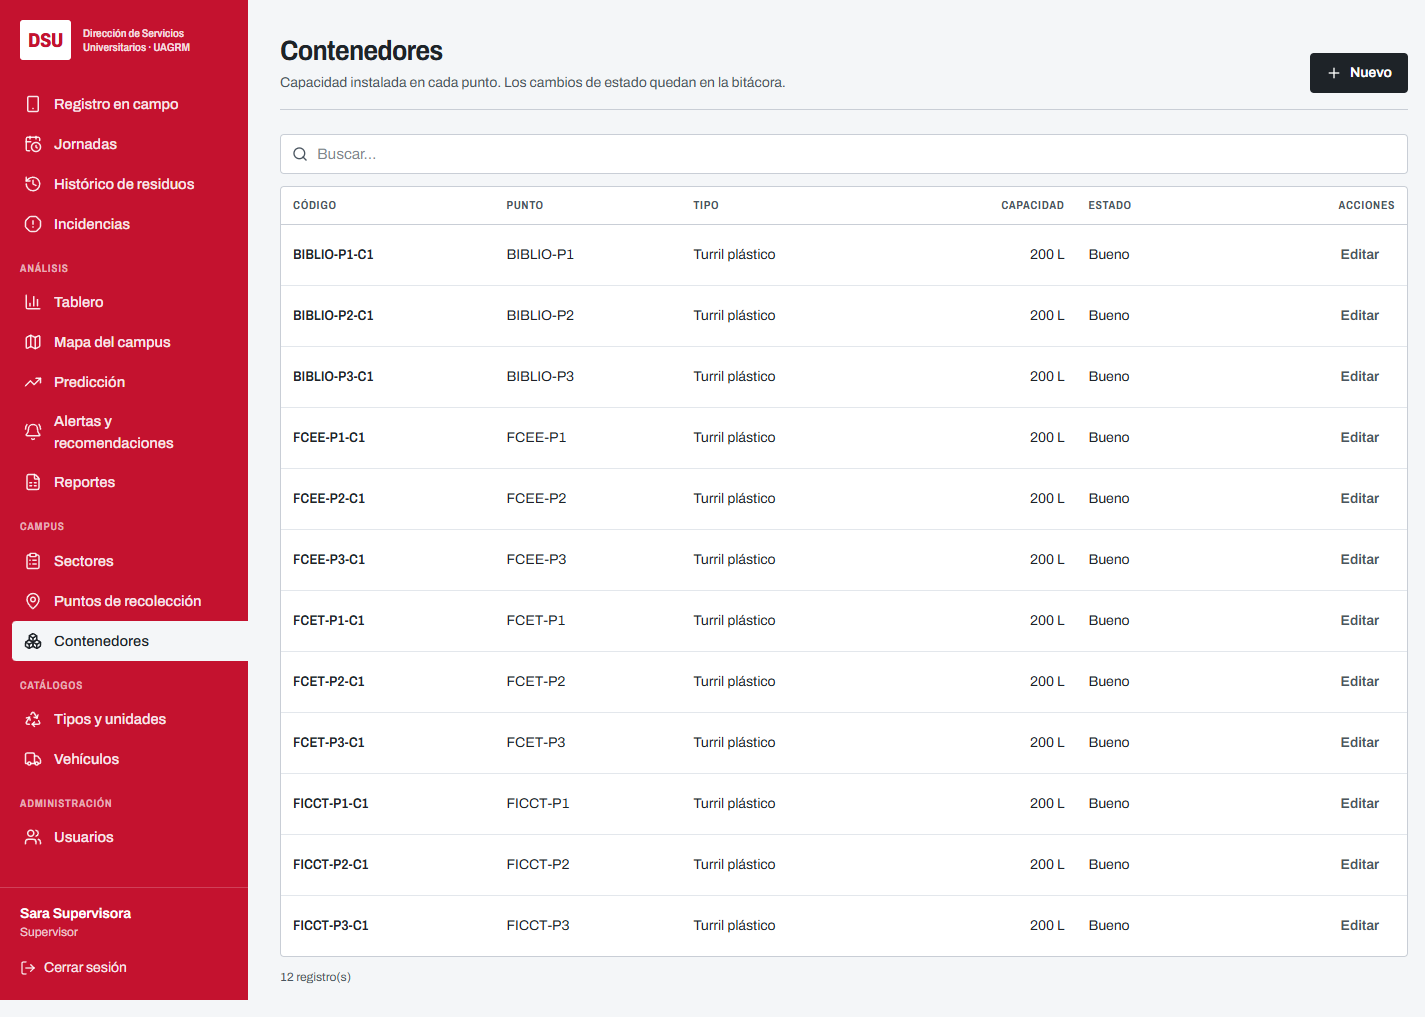 DSU
Dirección de Servicios
Universitarios · UAGRM
Registro en campo
Jornadas
Histórico de residuos
Incidencias
ANÁLISIS
Tablero
Mapa del campus
Predicción
Alertas y
recomendaciones
Reportes
CAMPUS
Sectores
Puntos de recolección
Contenedores
CATÁLOGOS
Tipos y unidades
Vehículos
ADMINISTRACIÓN
Usuarios
Sara Supervisora
Supervisor
Cerrar sesión
Contenedores
Capacidad instalada en cada punto. Los cambios de estado quedan en la bitácora.
Nuevo
Buscar...
CÓDIGO PUNTO TIPO CAPACIDAD ESTADO ACCIONES
BIBLIO-P1-C1 BIBLIO-P1 Turril plástico 200 L Bueno Editar
BIBLIO-P2-C1 BIBLIO-P2 Turril plástico 200 L Bueno Editar
BIBLIO-P3-C1 BIBLIO-P3 Turril plástico 200 L Bueno Editar
FCEE-P1-C1 FCEE-P1 Turril plástico 200 L Bueno Editar
FCEE-P2-C1 FCEE-P2 Turril plástico 200 L Bueno Editar
FCEE-P3-C1 FCEE-P3 Turril plástico 200 L Bueno Editar
FCET-P1-C1 FCET-P1 Turril plástico 200 L Bueno Editar
FCET-P2-C1 FCET-P2 Turril plástico 200 L Bueno Editar
FCET-P3-C1 FCET-P3 Turril plástico 200 L Bueno Editar
FICCT-P1-C1 FICCT-P1 Turril plástico 200 L Bueno Editar
FICCT-P2-C1 FICCT-P2 Turril plástico 200 L Bueno Editar
FICCT-P3-C1 FICCT-P3 Turril plástico 200 L Bueno Editar
12 registro(s)